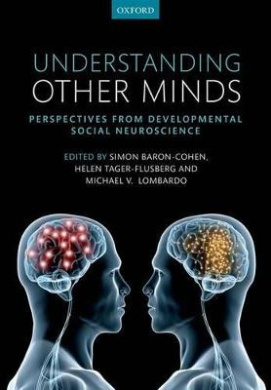 OXFORD
UNDERSTANDING
OTHER MINDS
PERSPECTIVES FROM DEVELOPMENTAL
SOCIAL NEUROSCIENCE
EDITED BY SIMON BARON-COHEN,
HELEN TAGER-FLUSBERG AND
MICHAEL V. LOMBARDO